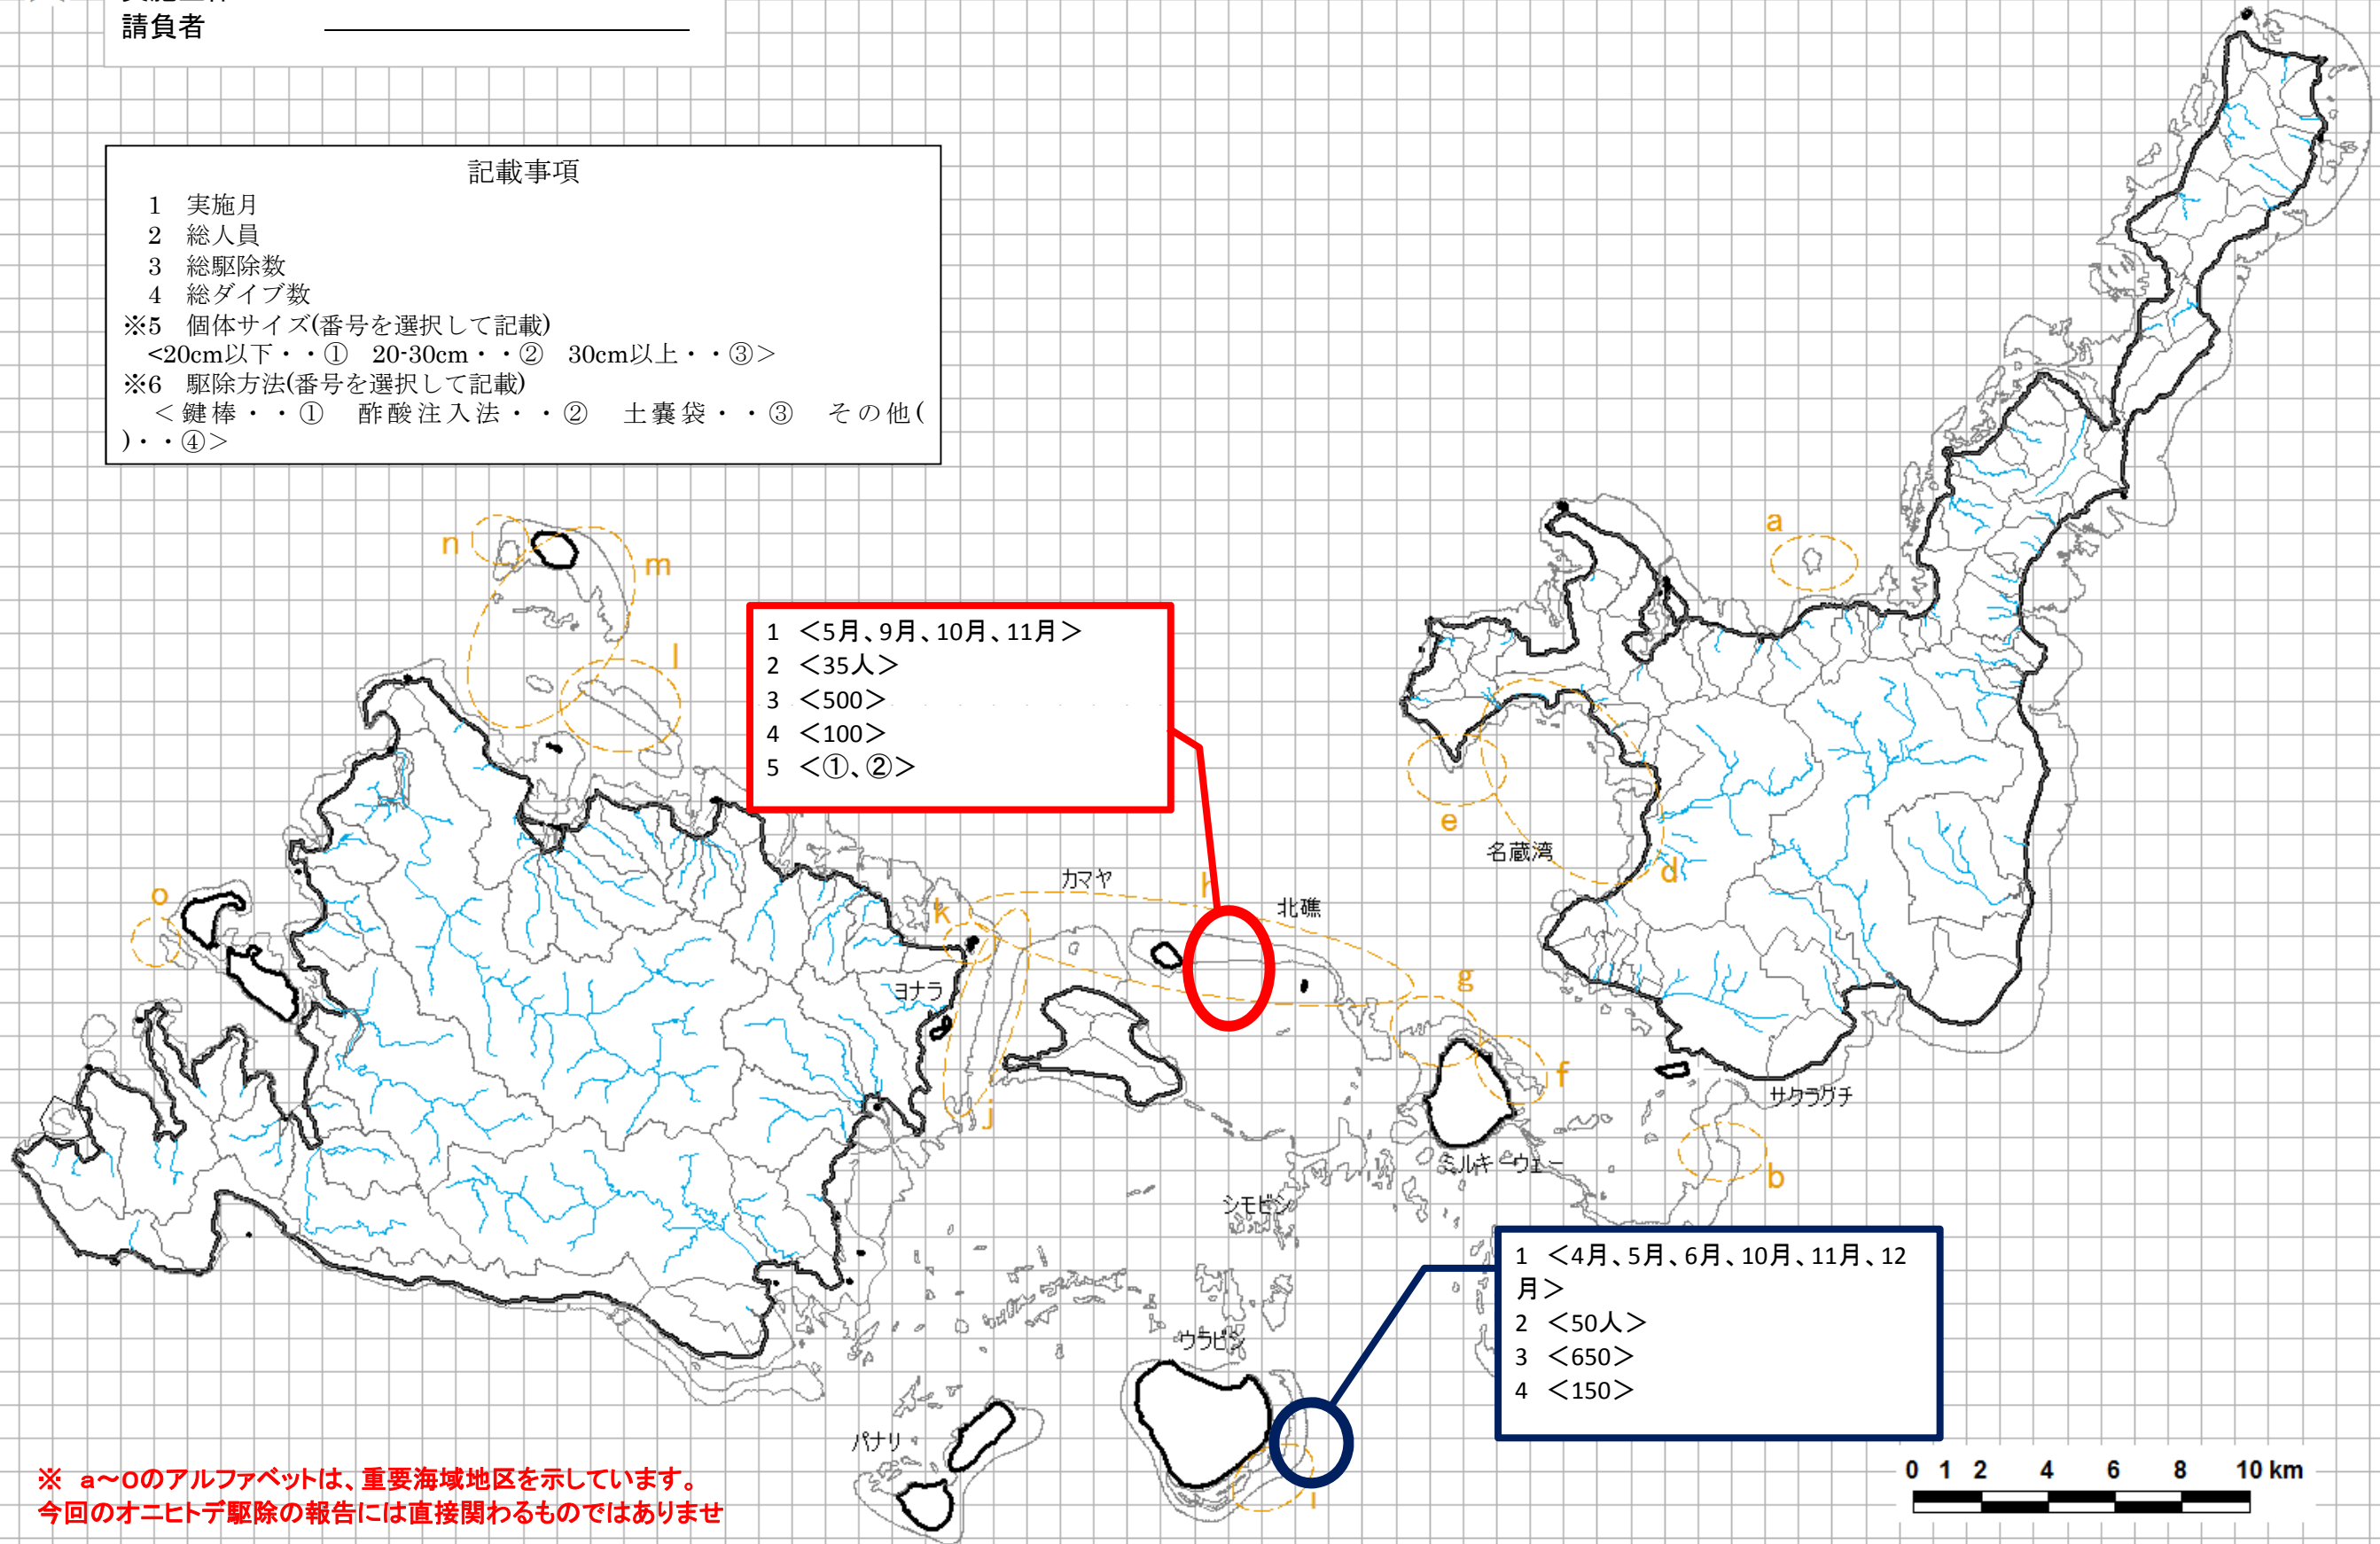 請負者
記載事項
1 実施月
2 総人員
3 総駆除数
4 総ダイブ数
※5 個体サイズ(番号を選択して記載)
<20cm以下・・① 20-30cm・・② 30cm以上・・③>
※6 駆除方法(番号を選択して記載)
<鍵棒・・① 酢酸注入法・・② 土嚢袋・・③ その他(
)・・④>
n
m
a
l
1 <5月、9月、10月、11月>
2 <35人>
3 <500>
4 <100>
5 <①、②>
e
名蔵湾
d
カマヤ
h
北礁
o
k
ヨナラ
g
f
j
サクラグチ
ミルキーウェー
b
シモビシ
1 <4月、5月、6月、10月、11月、12
月>
2 <50人>
3 <650>
4 <150>
ウラビシ
パナリ
i
※ a~oのアルファベットは、重要海域地区を示しています。
今回のオニヒトデ駆除の報告には直接関わるものではありませ
0 1 2 4 6 8 10 km